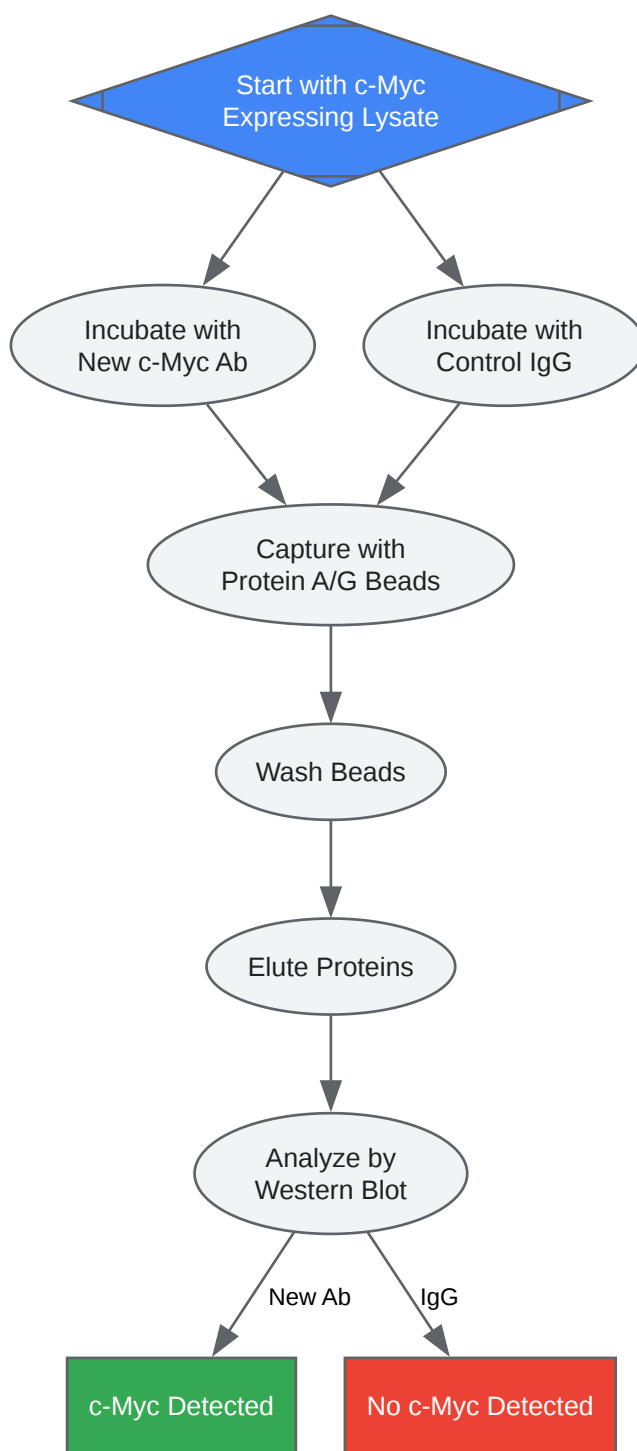 Start with c-Myc
Expressing Lysate
Incubate with
New c-Myc Ab
Incubate with
Control IgG
Capture with
Protein A/G Beads
Wash Beads
Elute Proteins
Analyze by
Western Blot
New Ab
IgG
c-Myc Detected
No c-Myc Detected